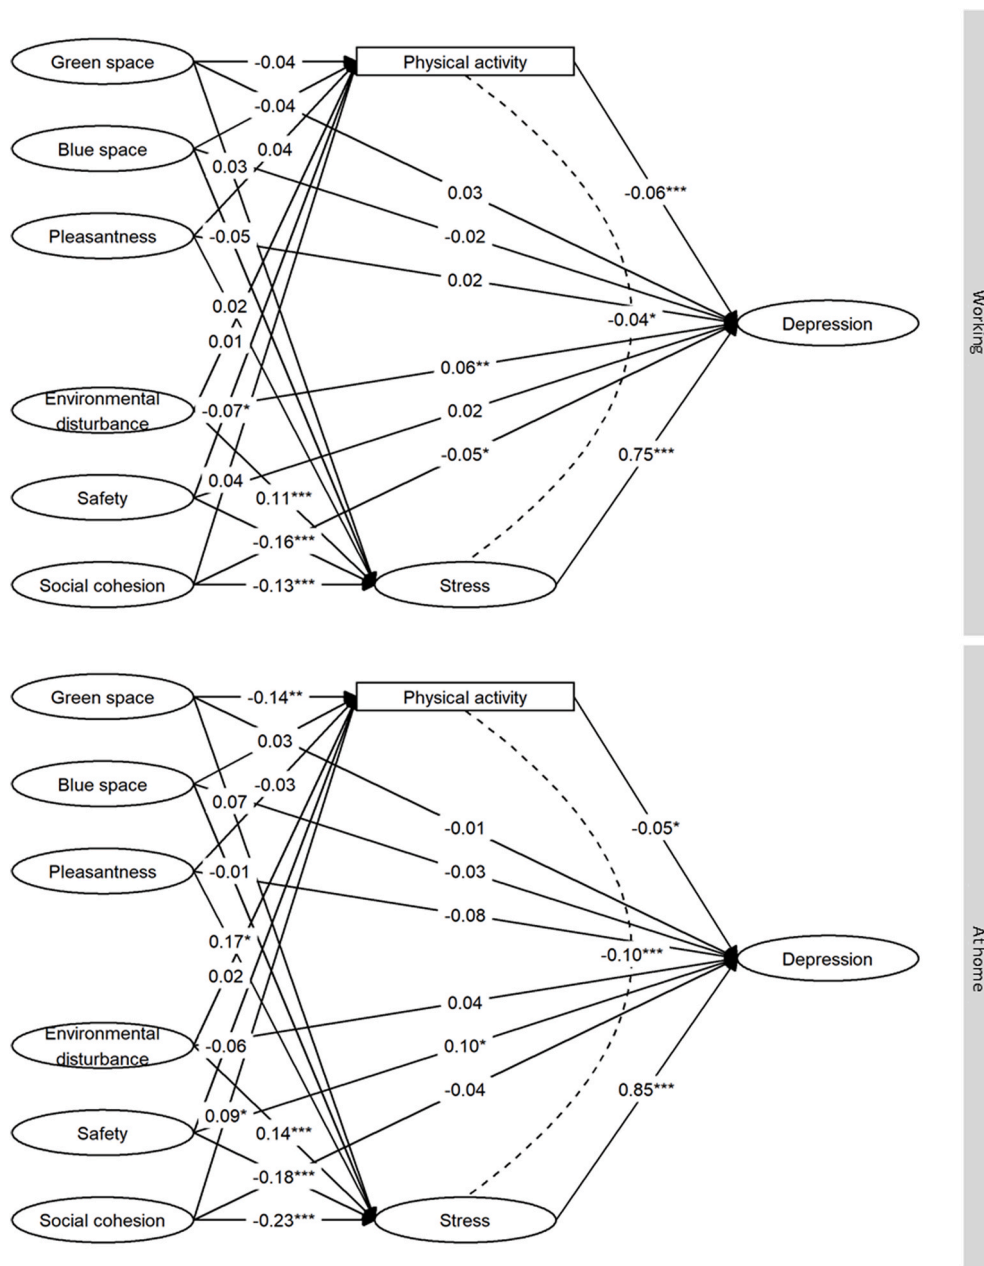 Green space
-0.04
Physical activity
-0.04
Blue space
0.04
0.03
0.03
-0.06***
Pleasantness
-0.05
-0.02
0.02
0.02
-0.04*
Depression
0.01
Working
0.06**
Environmental
disturbance
-0.07*
0.02
-0.05*
0.75***
0.04
Safety
0.11***
-0.16***
Social cohesion
-0.13***
Stress
Green space
-0.14**
Physical activity
0.03
Blue space
-0.03
0.07
-0.01
-0.05*
Pleasantness
-0.01
-0.03
-0.08
0.17*
-0.10***
Depression
At home
0.02
0.04
Environmental
disturbance
-0.06
0.10*
-0.04
0.85***
0.09*
Safety
0.14***
-0.18***
Social cohesion
-0.23***
Stress